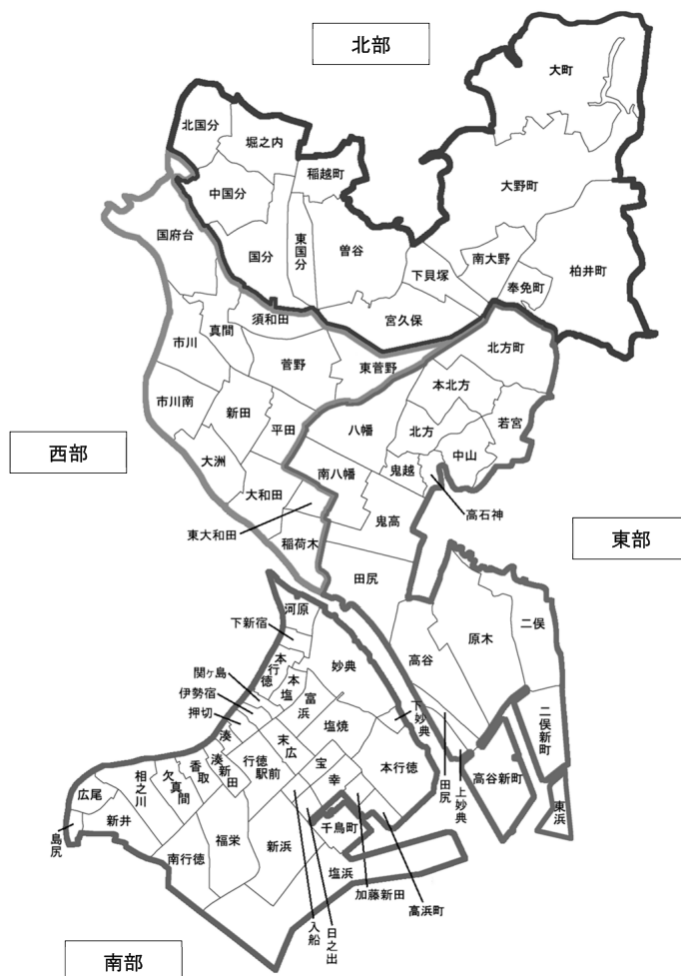 北部
大町
北国分
堀之内
稲越町
中国分
大野町
国府台
国分
東国分
曽谷
南大野
柏井町
下貝塚
奉免町
宮久保
須和田
真間
市川
菅野
東菅野
北方町
本北方
市川南
新田
平田
八幡
北方
若宮
西部
大洲
南八幡
鬼越
中山
大和田
鬼高
高石神
東大和田
稲荷木
東部
田尻
河原
下新宿
高谷
原木
二俣
関ヶ島
本行徳
本塩
妙典
伊勢宿
富浜
押切
下妙典
湊
塩焼
末広
二俣新町
行徳駅前
湊新田
香取
欠真間
相之川
宝
幸
本行徳
田尻
上妙典
高谷新町
東浜
広尾
新井
島尻
千鳥町
福栄
新浜
南行徳
塩浜
加藤新田
高浜町
入船
日之出
南部